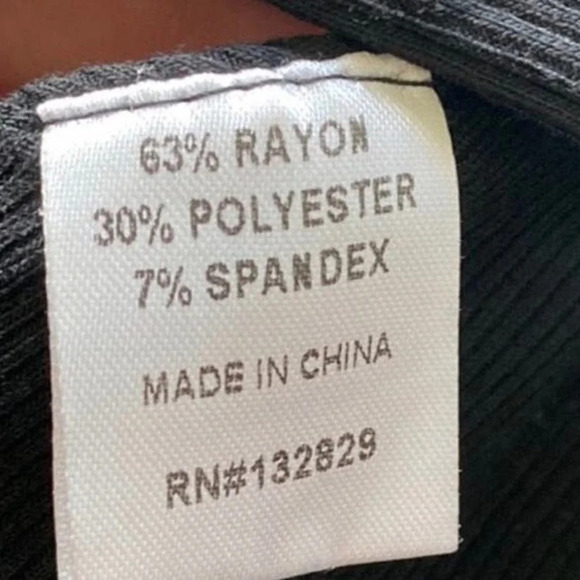 63% RAYON
30% POLYESTER
7% SPANDEX
MADE IN CHINA
RN#132829